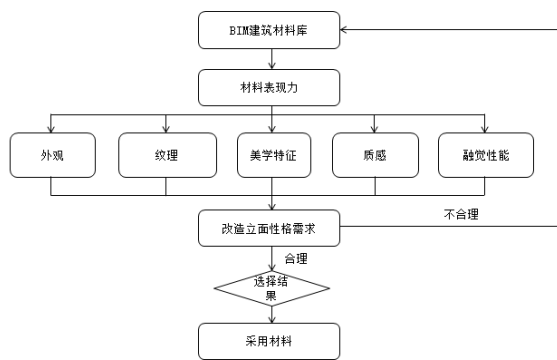 BIM建筑材料库
材料表现力
外观
纹理
美学特征
质感
融觉性能
改造立面性格需求
不合理
合理
选择结
果
采用材料